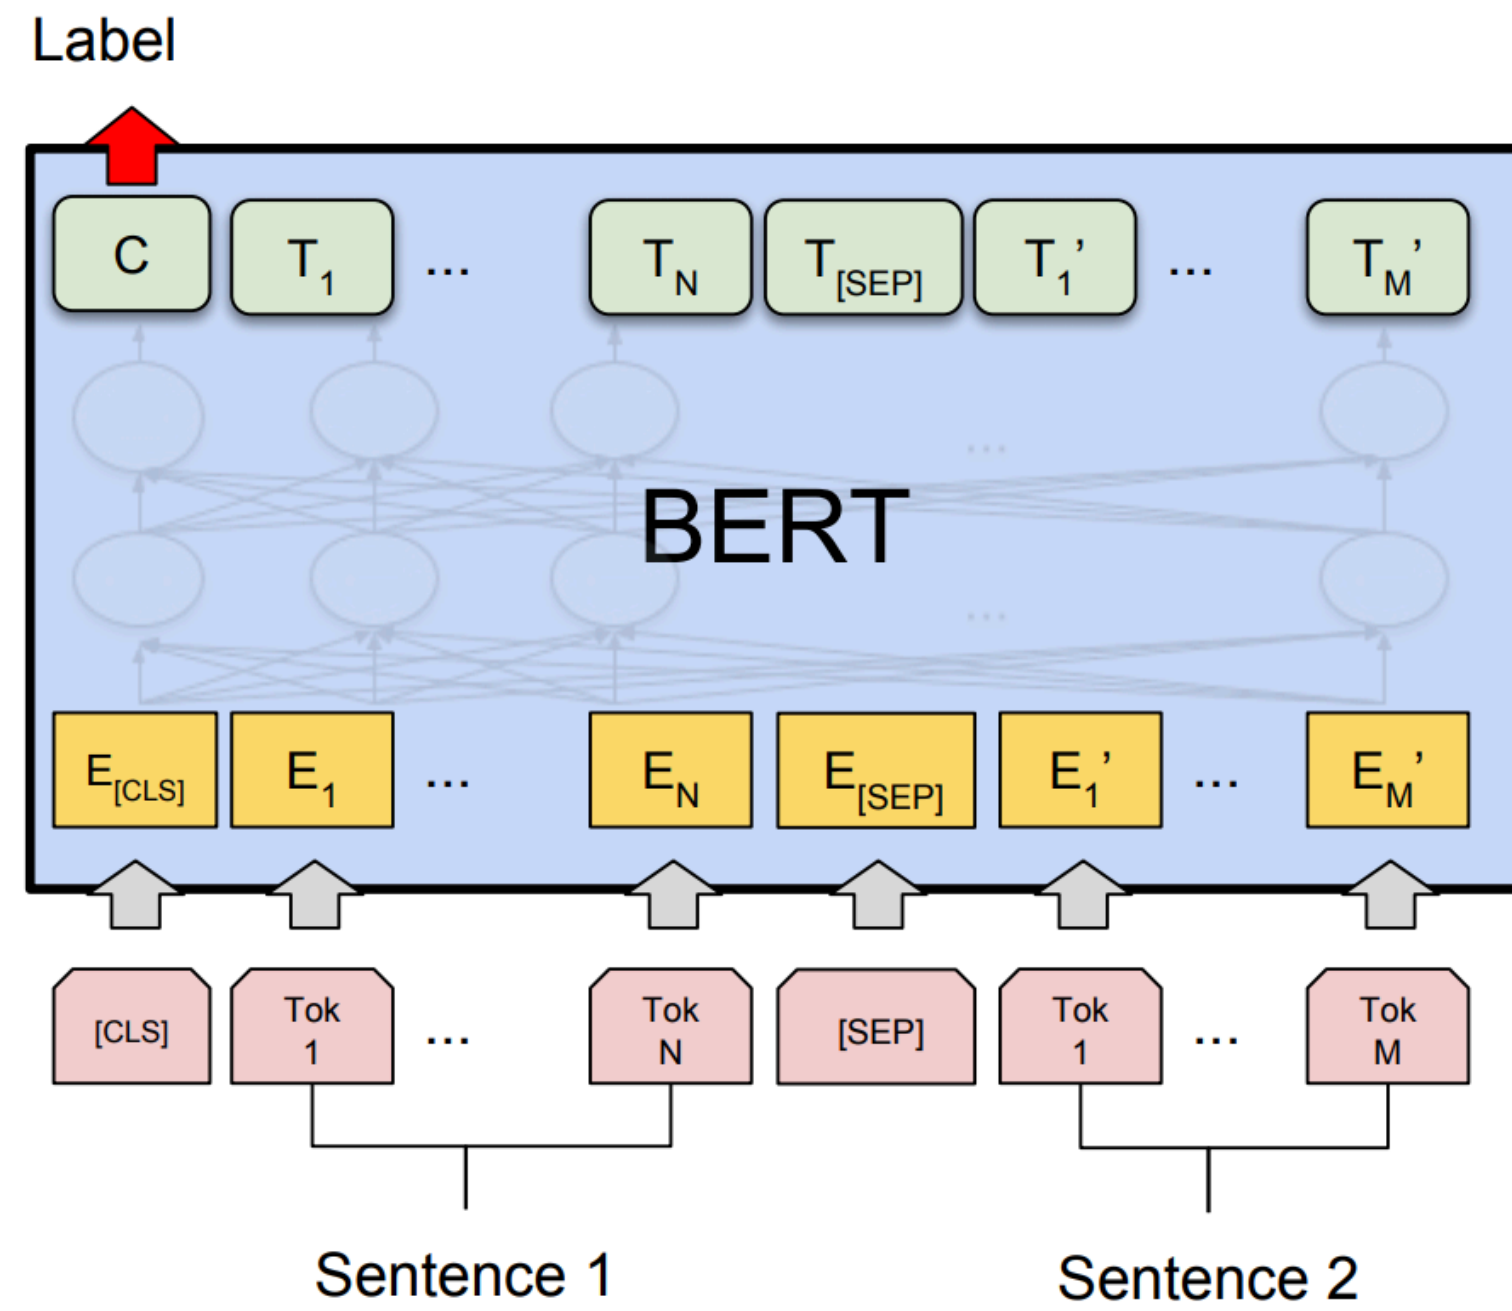 Label
C T1 ... TN T[SEP] T1’ ... TM’
...
BERT
...
E[CLS] E1 ... EN E[SEP] E1’ ... EM’
[CLS] Tok 1 ... Tok N [SEP] Tok 1 ... Tok M
Sentence 1 Sentence 2